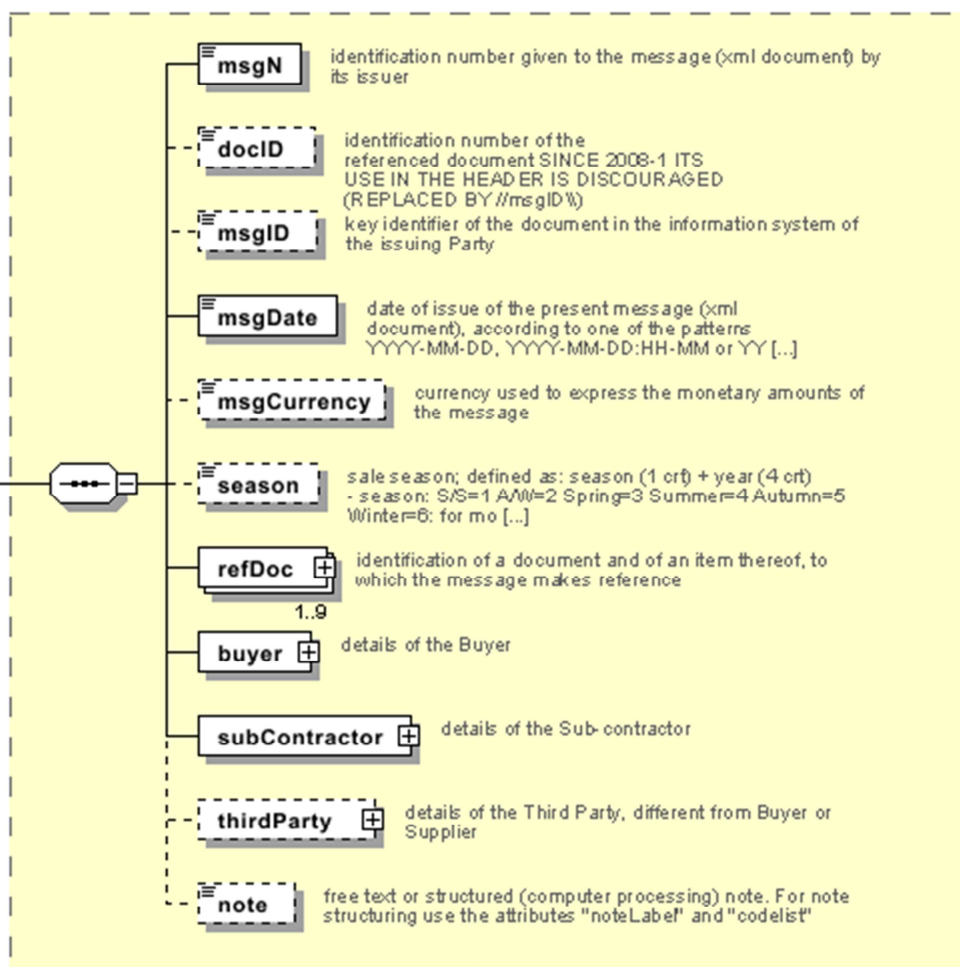 msgN
identification number given to the message (xml document) by
its issuer
docID
identification number of the
referenced document SINCE 2008-1 ITS
USE IN THE HEADER IS DISCOURAGED
(REPLACED BY //msgID\\)
msgID
key identifier of the document in the information system of
the issuing Party
msgDate
date of issue of the present message (xml
document), according to one of the patterns
YYYY-MM-DD, YYYY-MM-DD:HH-MM or YY [...]
msgCurrency
currency used to express the monetary amounts of
the message
season
sale season; defined as: season (1 crt) + year (4 crt)
- season: S/S=1 A/W=2 Spring=3 Summer=4 Autumn=5
Winter=6: for mo [...]
refDoc
identification of a document and of an item thereof, to
which the message makes reference
1..9
buyer
details of the Buyer
subContractor
details of the Sub-contractor
thirdParty
details of the Third Party, different from Buyer or
Supplier
note
free text or structured (computer processing) note. For note
structuring use the attributes "noteLabel" and "codelist"